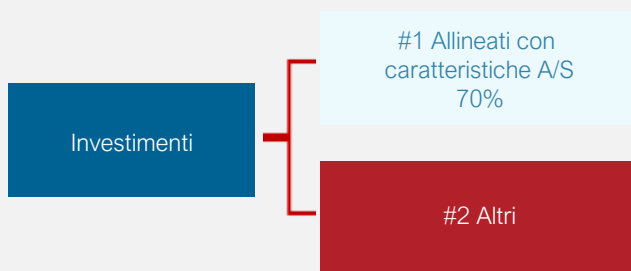 Investimenti
#1 Allineati con
caratteristiche A/S
70%
#2 Altri